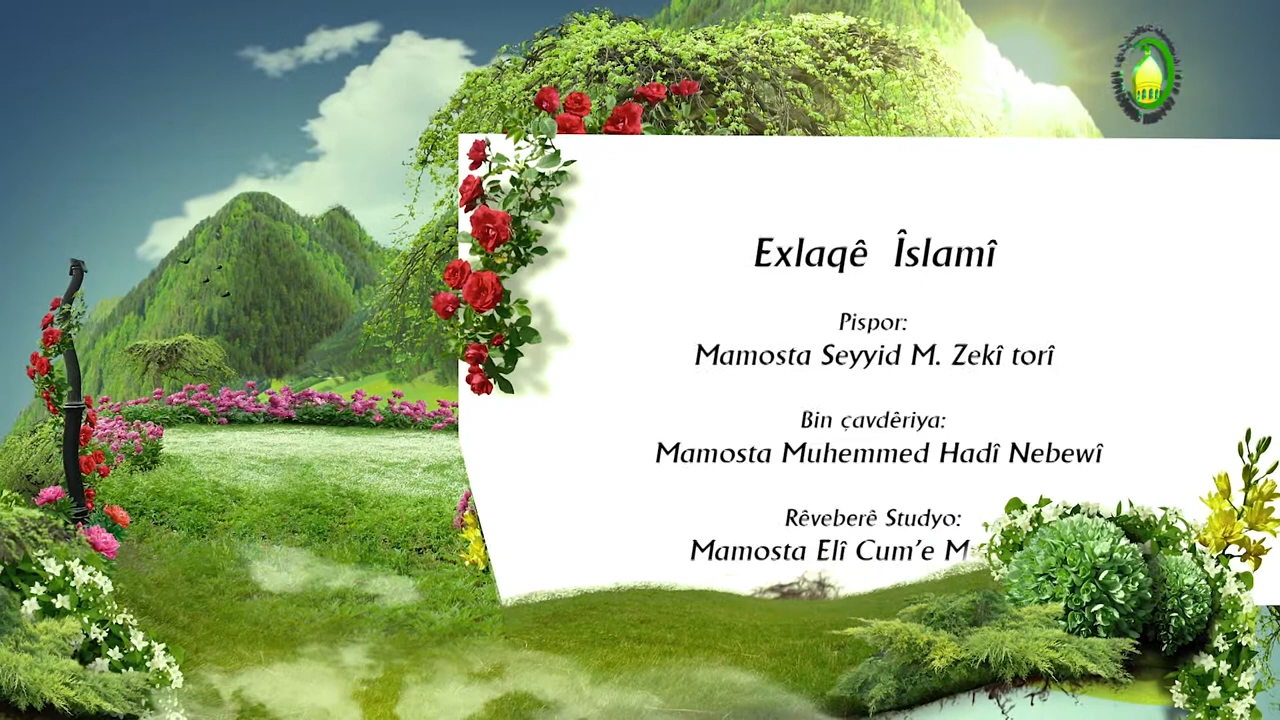 Exlaqê Îslamî
Pispor:
Mamosta Seyyid M. Zekî torî
Bin çavdêriya:
Mamosta Muhemmed Hadî Nebewî
Rêveberê Studyo:
Mamosta Elî Cum’e M